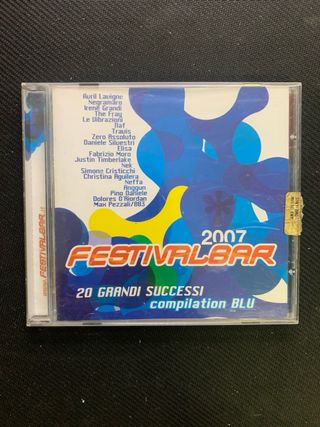 Avril Lavigne
Negramaro
Irene Grandi
The Fray
Le Vibrazioni
Raf
Travis
Zero Assoluto
Daniele Silvestri
Elisa
Fabrizio Moro
Justin Timberlake
Nek
Simone Cristicchi
Christina Aguilera
Neffa
Anggun
Pino Daniele
Dolores O'Riordan
Max Pezzali/883
2007
FESTIVALBAR
20 GRANDI SUCCESSI
compilation BLU
FESTIVALBAR